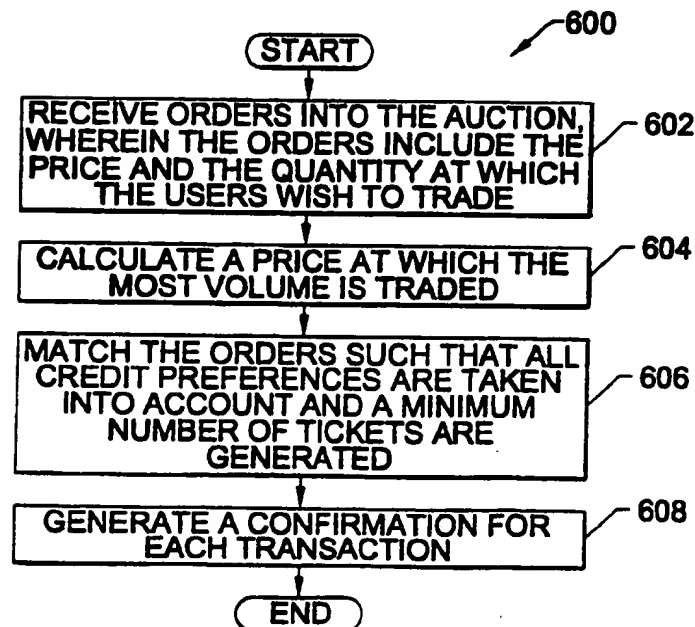 600
START
RECEIVE ORDERS INTO THE AUCTION,
WHEREIN THE ORDERS INCLUDE THE
PRICE AND THE QUANTITY AT WHICH
THE USERS WISH TO TRADE
602
CALCULATE A PRICE AT WHICH THE
MOST VOLUME IS TRADED
604
MATCH THE ORDERS SUCH THAT ALL
CREDIT PREFERENCES ARE TAKEN
INTO ACCOUNT AND A MINIMUM
NUMBER OF TICKETS ARE
GENERATED
606
GENERATE A CONFIRMATION FOR
EACH TRANSACTION
608
END